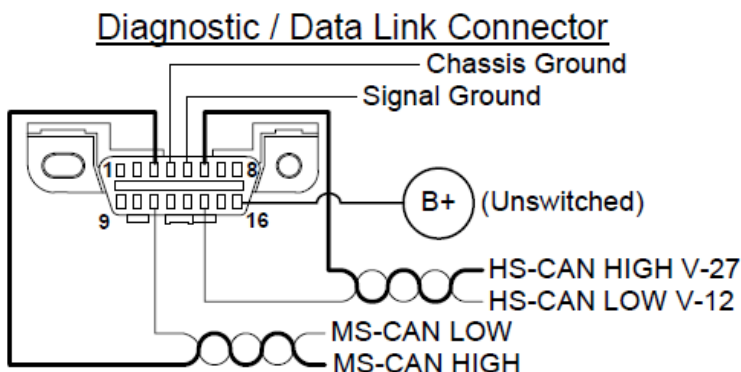 Diagnostic / Data Link Connector
Chassis Ground
Signal Ground
1
8
9
16
B+ (Unswitched)
HS-CAN HIGH V-27
HS-CAN LOW V-12
MS-CAN LOW
MS-CAN HIGH